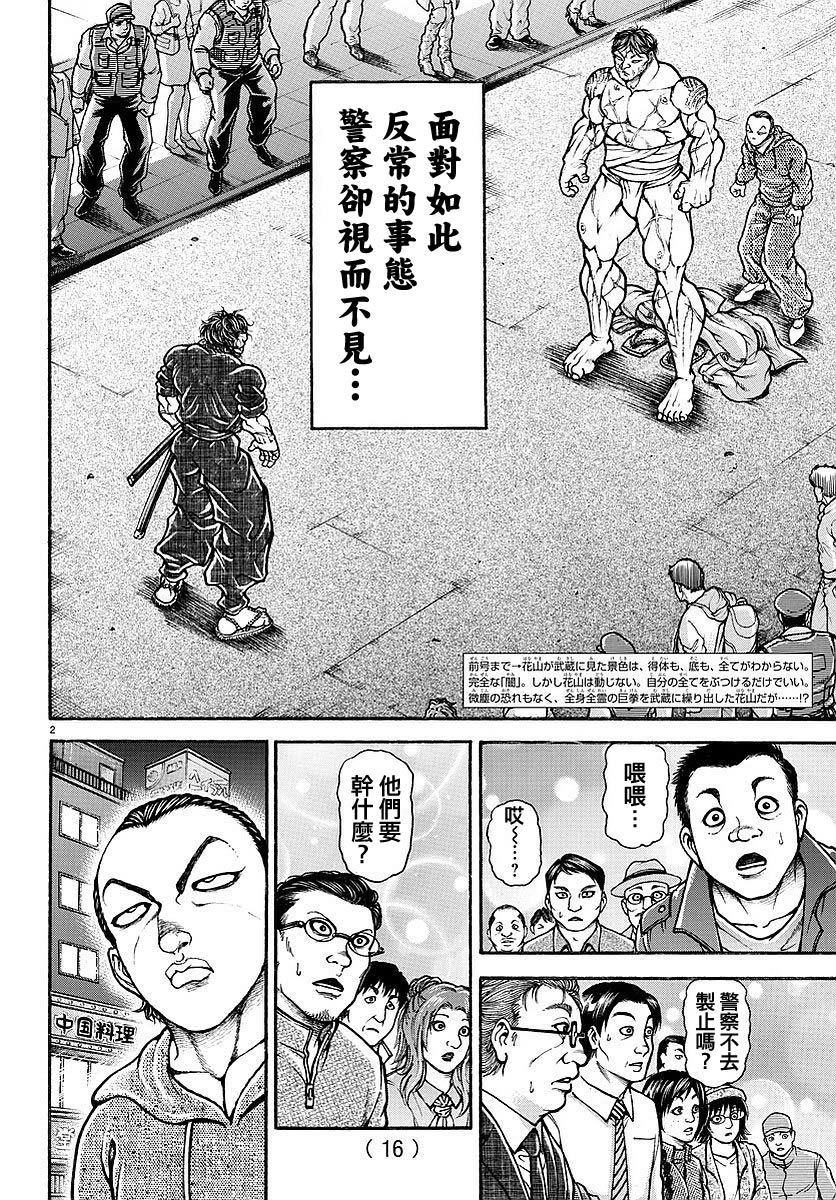 面對如此
反常的事態
警察卻視而不見…
前号まで→花山が武蔵に見た景色は、得体も、底も、全てがわからない。
完全な「闇」。しかし花山は動じない。自分の全てをぶつけるだけでいい。
微塵の恐れもなく、全身全霊の巨拳を武蔵に繰り出した花山だが……!?
2
喂喂…
哎〜…?
警察不去
製止嗎?
他們要
幹什麼?
中国料理
(16)